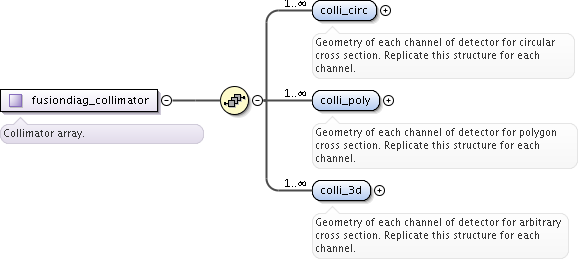 1..∞
colli_circ
Geometry of each channel of detector for circular
cross section. Replicate this structure for each
channel.
fusiondiag_collimator
Collimator array.
1..∞
colli_poly
Geometry of each channel of detector for polygon
cross section. Replicate this structure for each
channel.
1..∞
colli_3d
Geometry of each channel of detector for arbitrary
cross section. Replicate this structure for each
channel.